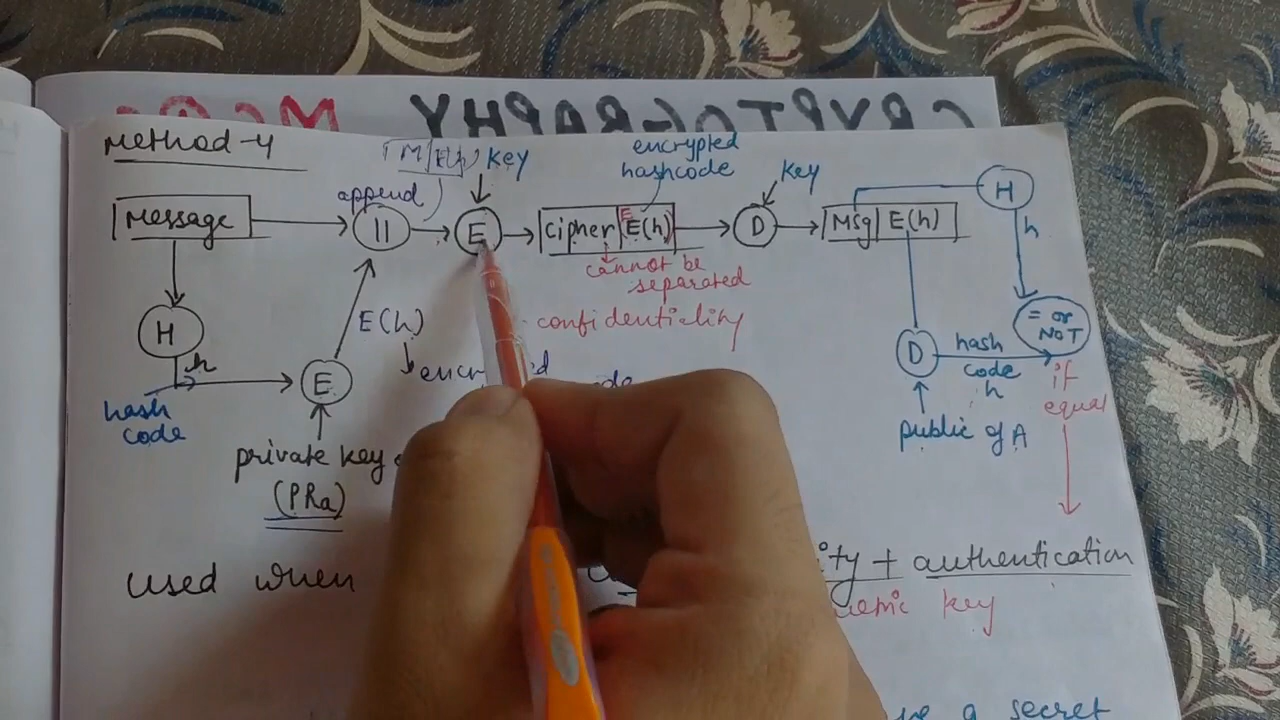 CRYPTOGRAPHY
Method-4
M E(h) Key
encrypted
hashcode
Key
append
Message
||
E
Cipher E E(h)
D
Msg E(h)
H
h
cannot be
separated
confidentiality
H
h
E(h)
E
hash
code
private key
(PRa)
D
hash
code
h
= or
NOT
public of A
if
equal
used when
+ authentication
key
a secret